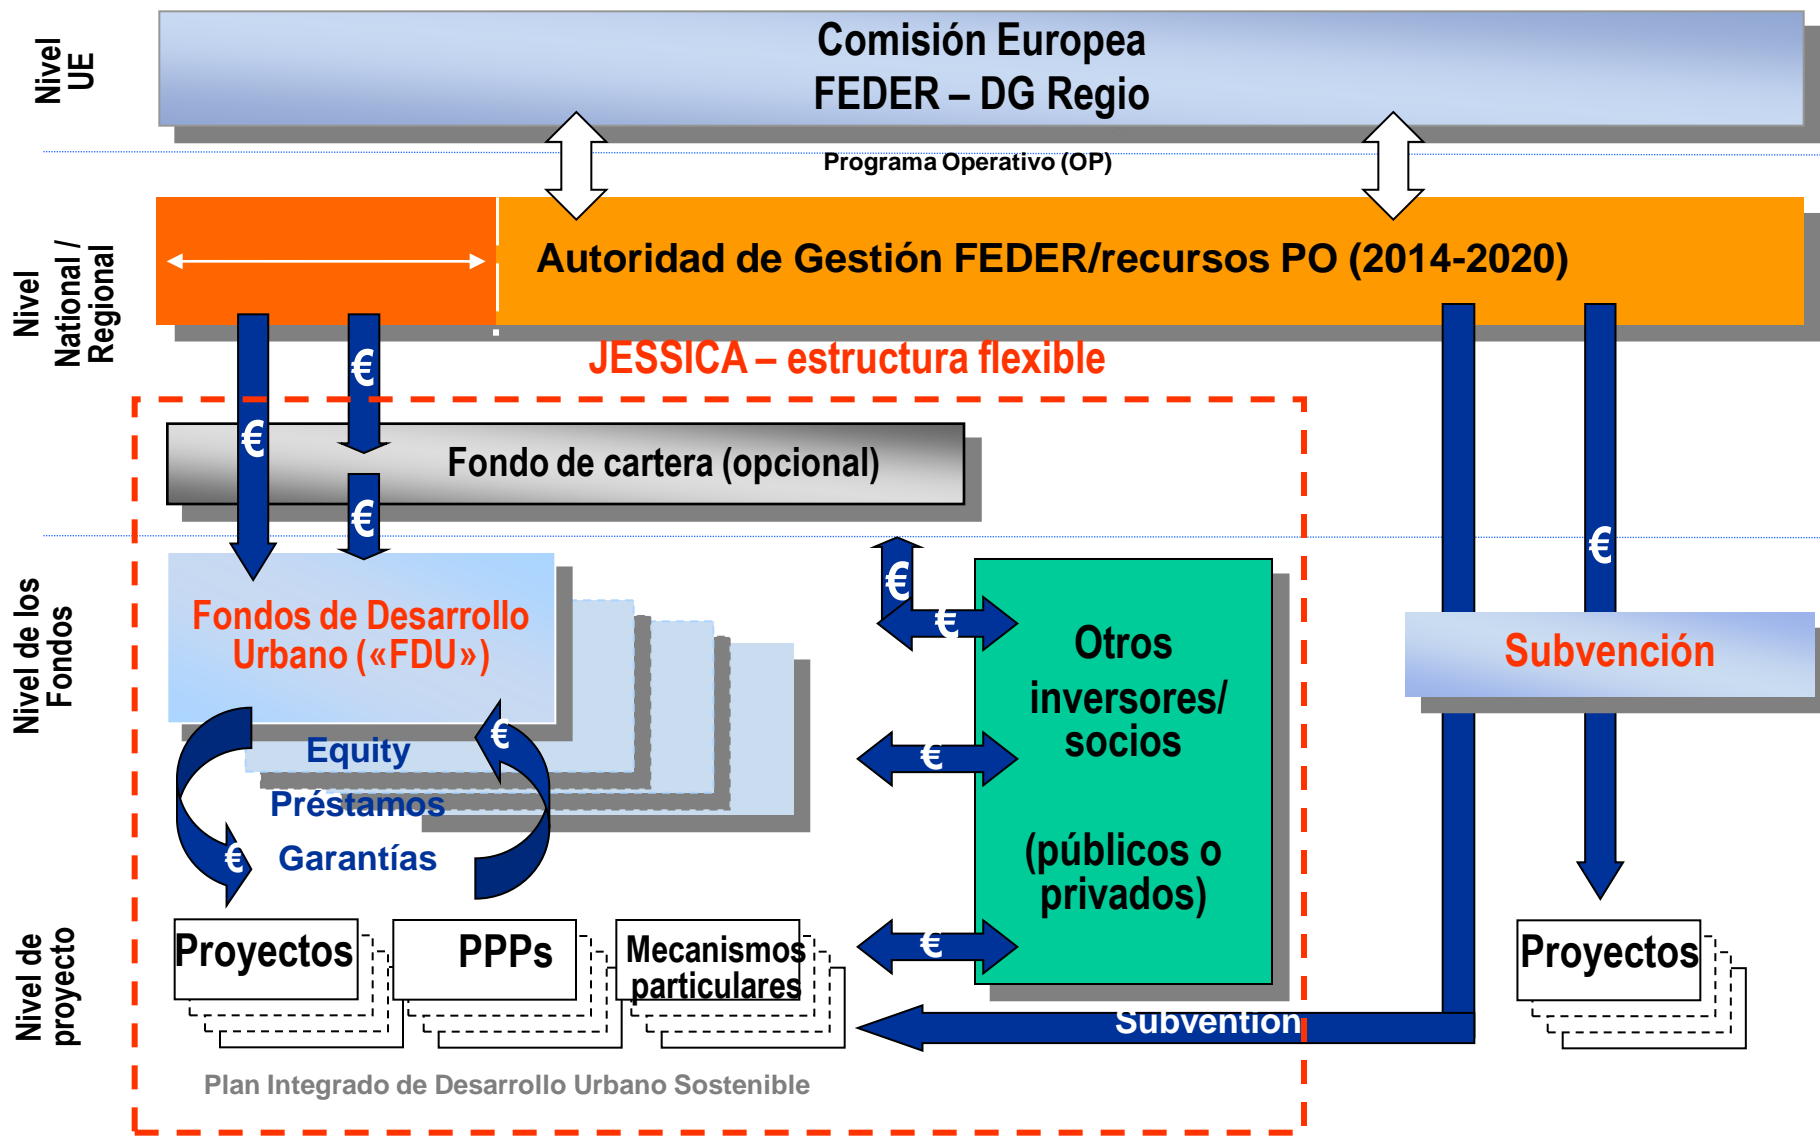 Nivel
UE
Comisión Europea
FEDER – DG Regio
Programa Operativo (OP)
Nivel
National /
Regional
Autoridad de Gestión FEDER/recursos PO (2014-2020)
JESSICA – estructura flexible
€
€
Fondo de cartera (opcional)
€
€
Nivel de los
Fondos
Fondos de Desarrollo
Urbano («FDU»)
€
€
Otros
inversores/
socios
(públicos o
privados)
Subvención
€
Equity
€
Préstamos
Garantías
€
Nivel de
proyecto
Proyectos
PPPs
Mecanismos
particulares
€
Proyectos
Subvention
Plan Integrado de Desarrollo Urbano Sostenible